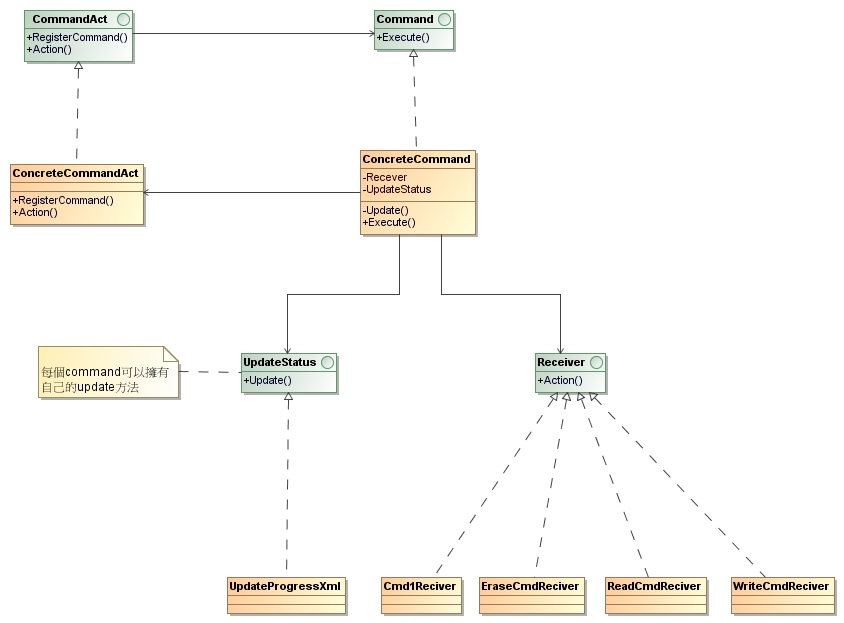 CommandAct
+RegisterCommand()
+Action()
Command
+Execute()
ConcreteCommandAct
+RegisterCommand()
+Action()
ConcreteCommand
-Recever
-UpdateStatus
-Update()
+Execute()
每個command可以擁有
自己的update方法
UpdateStatus
+Update()
Receiver
+Action()
UpdateProgressXml
Cmd1Reciver
EraseCmdReciver
ReadCmdReciver
WriteCmdReciver